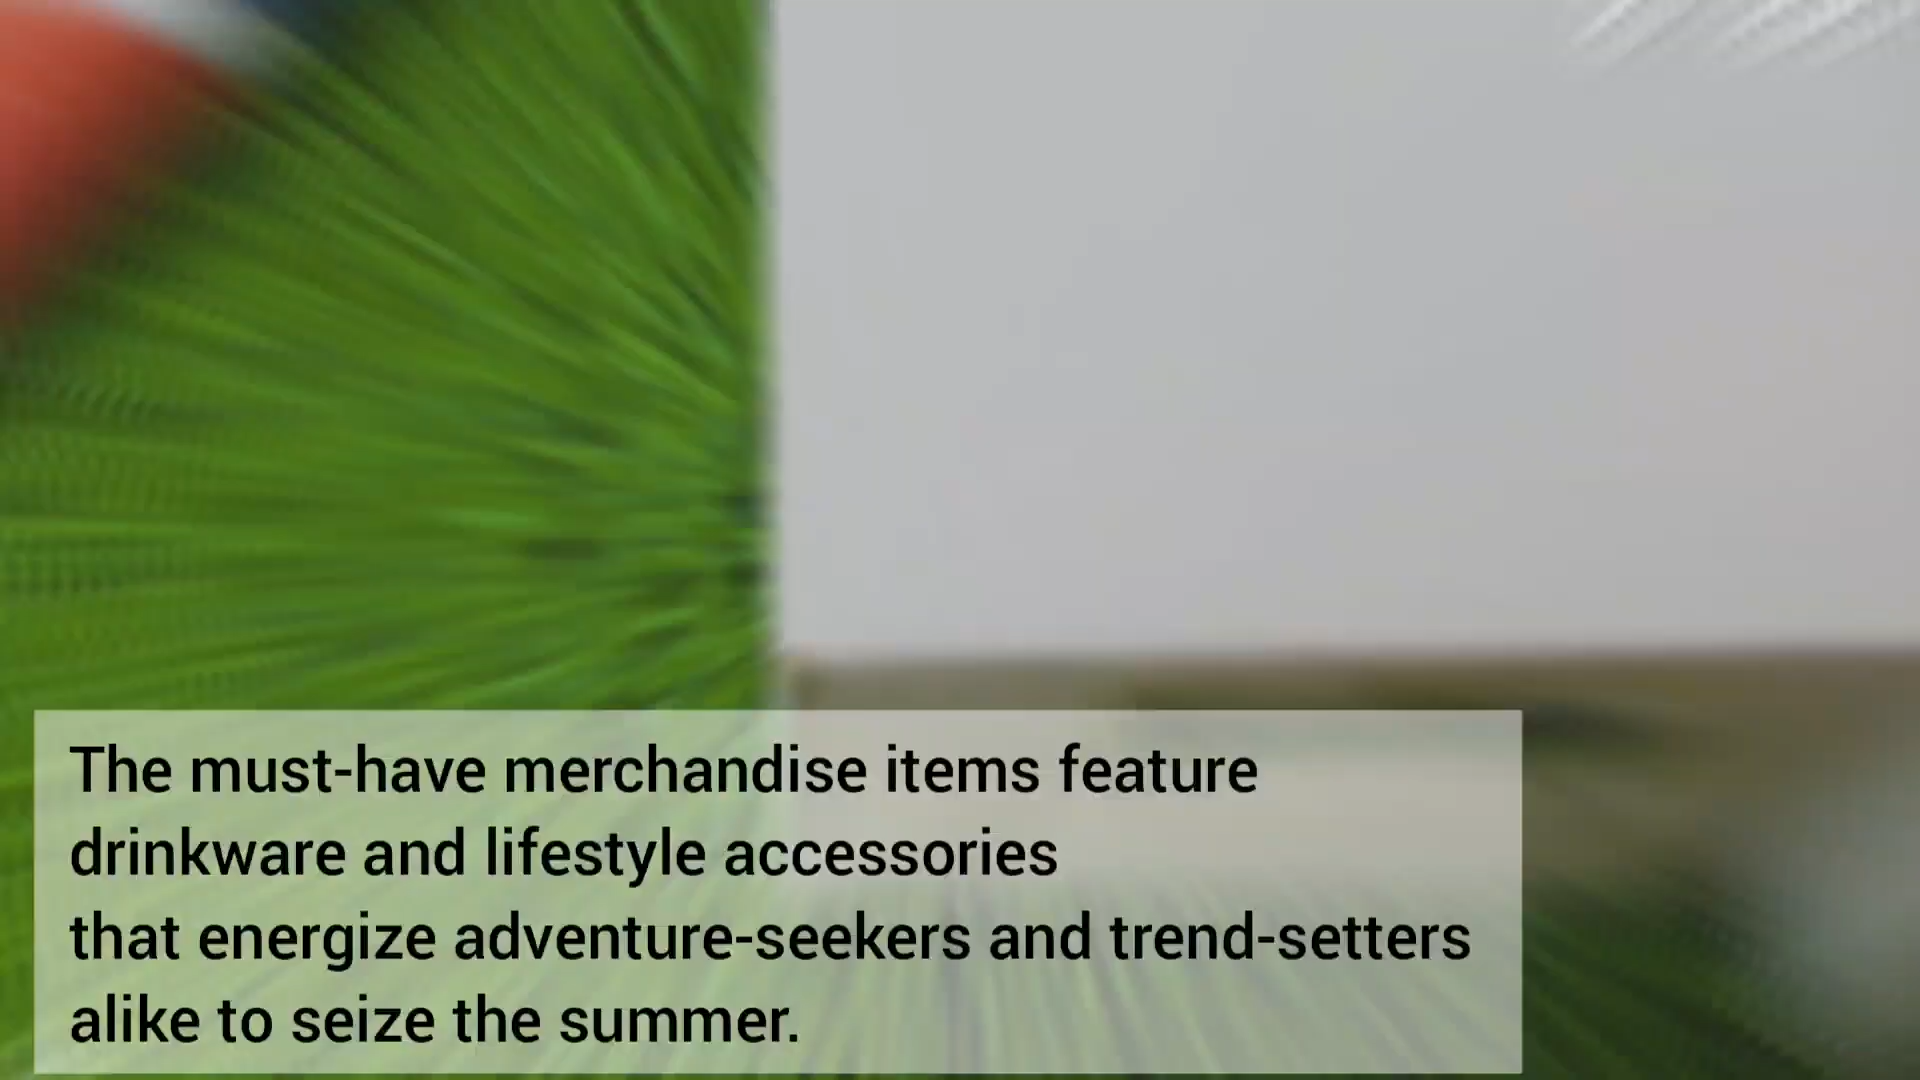 The must-have merchandise items feature
drinkware and lifestyle accessories
that energize adventure-seekers and trend-setters
alike to seize the summer.